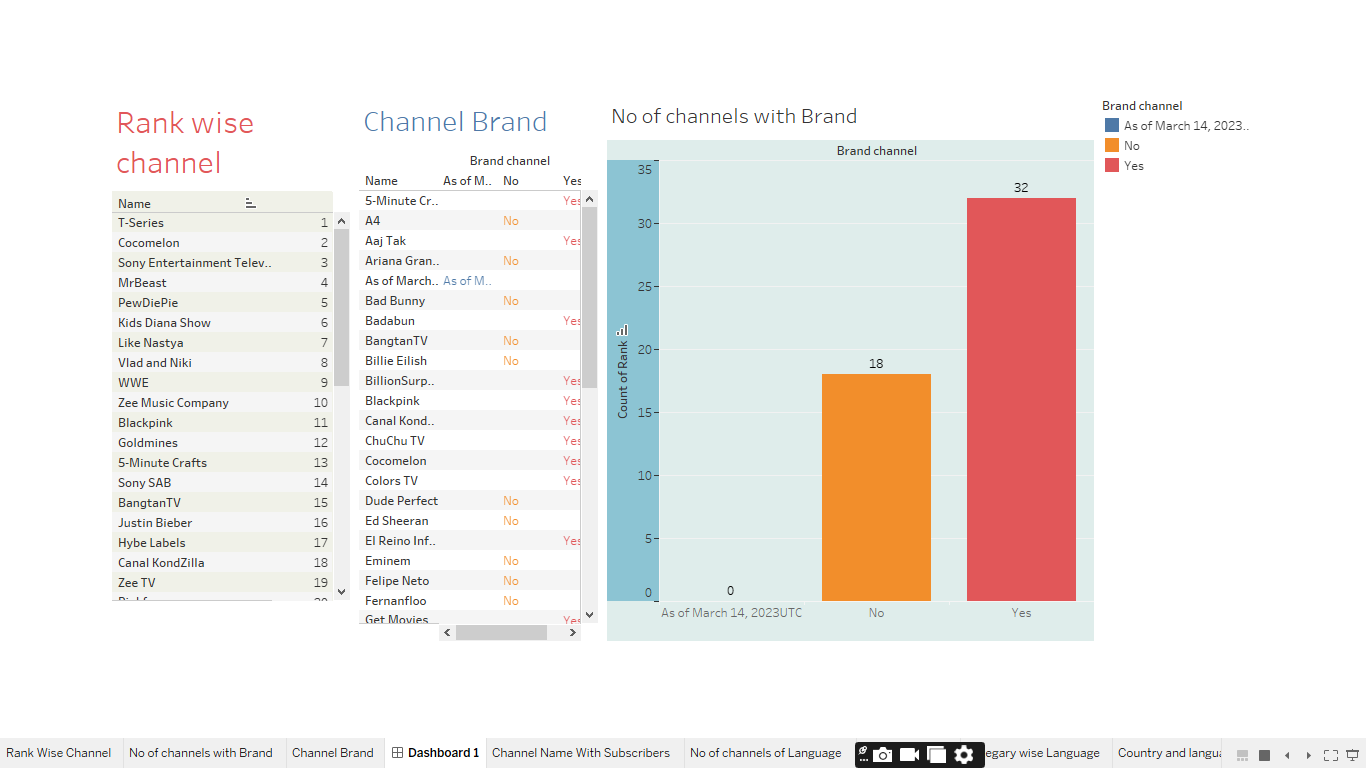 Rank wise
channel
Name
T-Series 1
Cocomelon 2
Sony Entertainment Telev.. 3
MrBeast 4
PewDiePie 5
Kids Diana Show 6
Like Nastya 7
Vlad and Niki 8
WWE 9
Zee Music Company 10
Blackpink 11
Goldmines 12
5-Minute Crafts 13
Sony SAB 14
BangtanTV 15
Justin Bieber 16
Hybe Labels 17
Canal KondZilla 18
Zee TV 19
Channel Brand
Brand channel
Name As of M.. No Yes
5-Minute Cr.. Yes
A4 No
Aaj Tak Yes
Ariana Gran.. No
As of March.. As of M..
Bad Bunny No
Badabun Yes
BangtanTV No
Billie Eilish No
BillionSurp.. Yes
Blackpink Yes
Canal Kond.. Yes
ChuChu TV Yes
Cocomelon Yes
Colors TV Yes
Dude Perfect No
Ed Sheeran No
El Reino Inf.. Yes
Eminem No
Felipe Neto No
Fernanfloo No
Get Movies Yes
No of channels with Brand
Brand channel
Count of Rank
35
30
25
20
15
10
5
0
0
18
32
As of March 14, 2023UTC No Yes
Brand channel
As of March 14, 2023..
No
Yes
Rank Wise Channel No of channels with Brand Channel Brand Dashboard 1 Channel Name With Subscribers No of channels of Language egary wise Language Country and langua